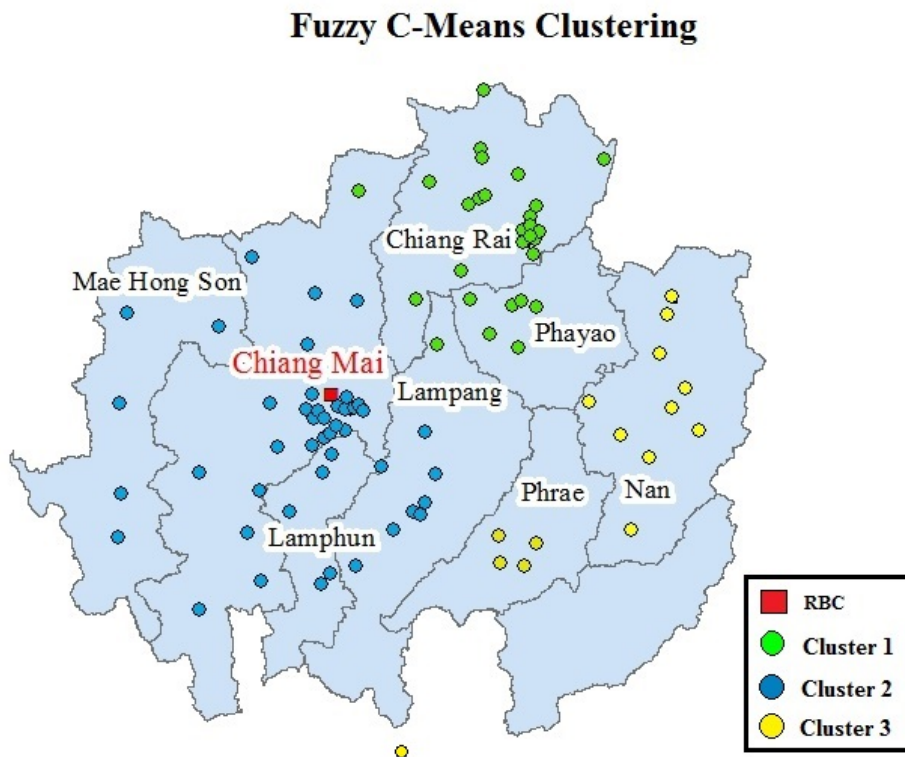 Fuzzy C-Means Clustering
Chiang Rai
Mae Hong Son
Phayao
Chiang Mai
Lampang
Phrae
Nan
Lamphun
RBC
Cluster 1
Cluster 2
Cluster 3